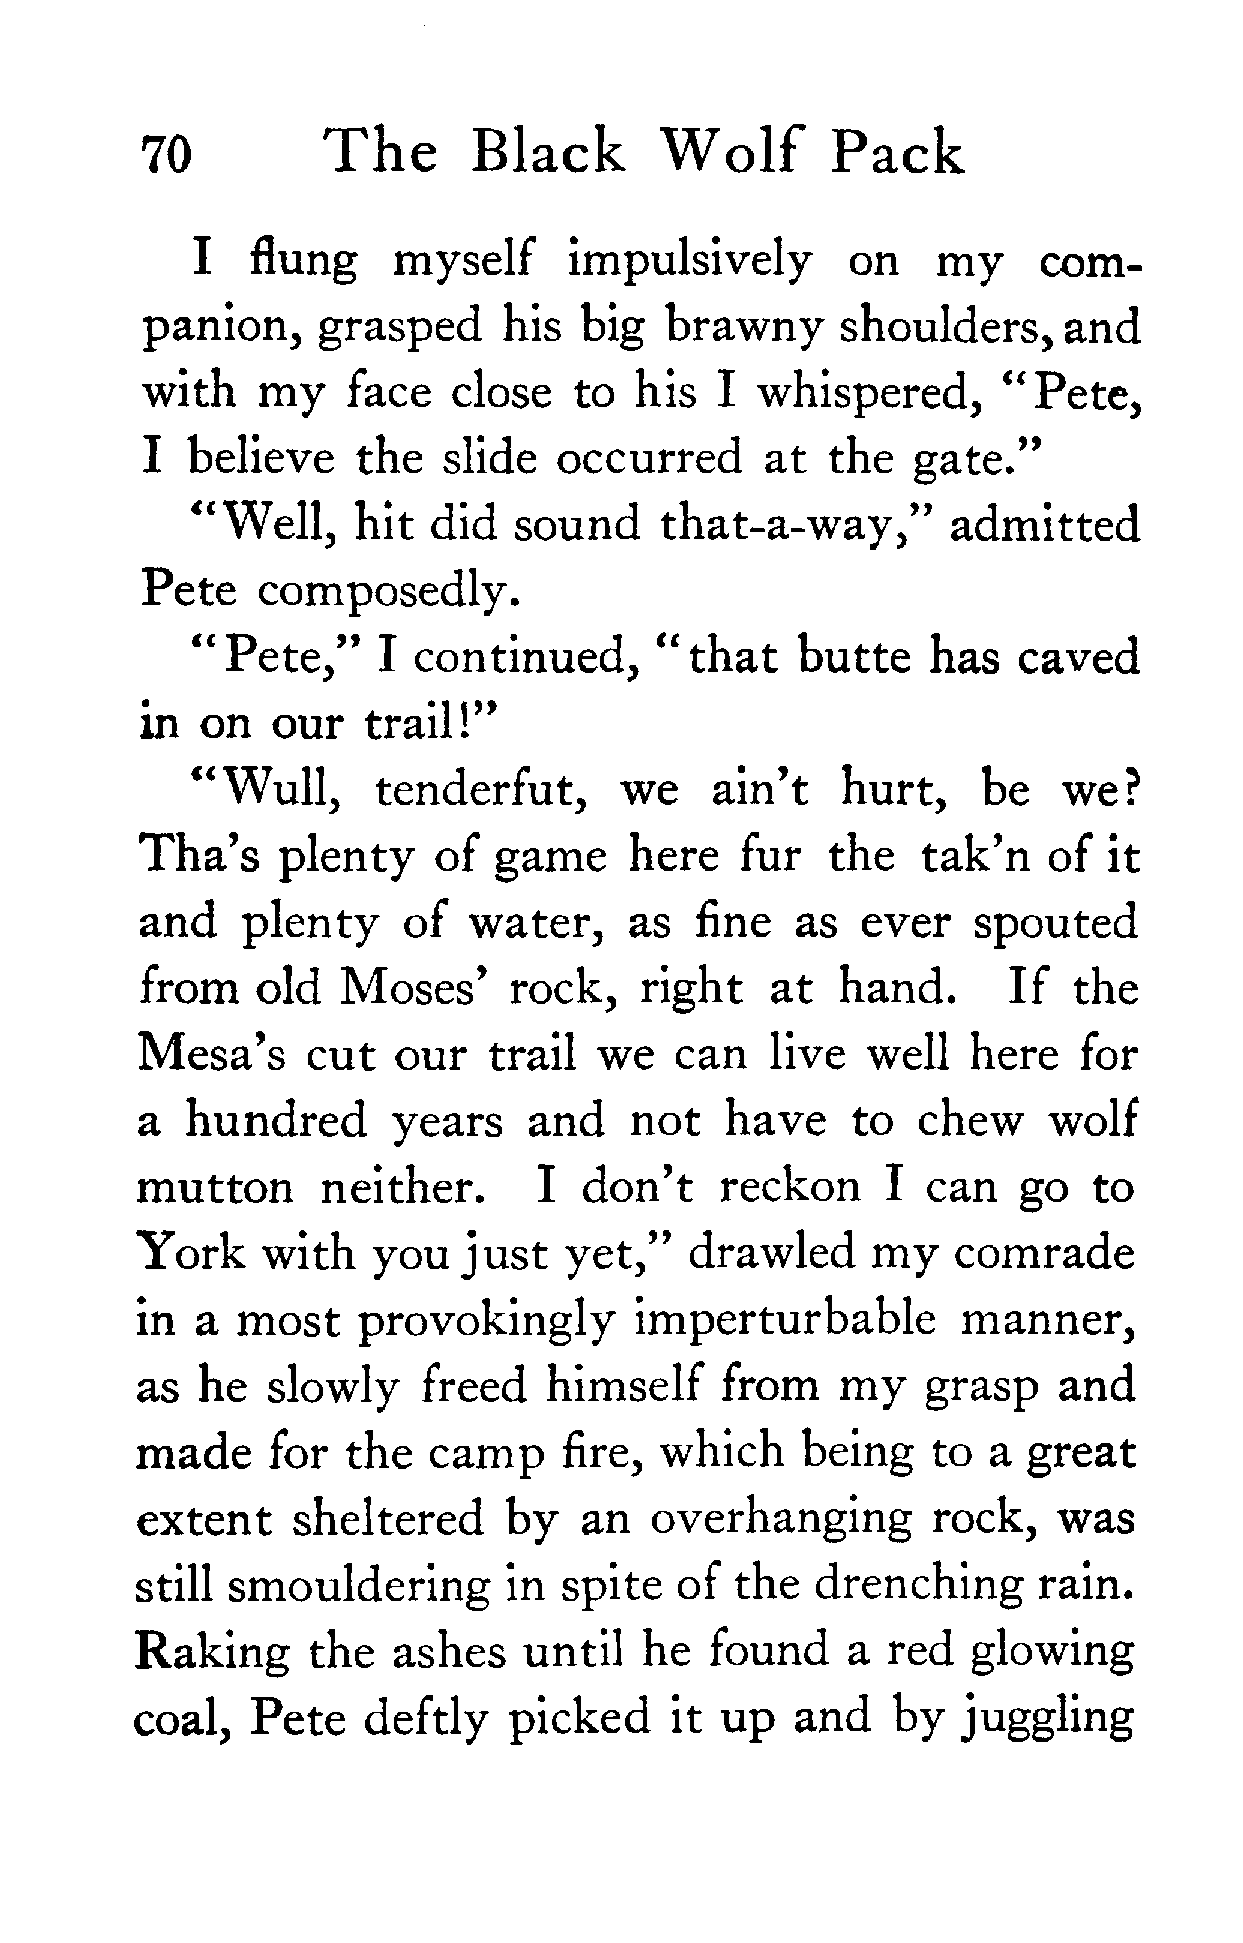 70 The Black Wolf Pack
I flung myself impulsively on my com-
panion, grasped his big brawny shoulders, and
with my face close to his I whispered, “Pete,
I believe the slide occurred at the gate.”
“Well, hit did sound that-a-way,” admitted
Pete composedly.
“Pete,” I continued, “that butte has caved
in on our trail!”
“Wull, tenderfut, we ain’t hurt, be we?
Tha’s plenty of game here fur the tak’n of it
and plenty of water, as fine as ever spouted
from old Moses’ rock, right at hand. If the
Mesa’s cut our trail we can live well here for
a hundred years and not have to chew wolf
mutton neither. I don’t reckon I can go to
York with you just yet,” drawled my comrade
in a most provokingly imperturbable manner,
as he slowly freed himself from my grasp and
made for the camp fire, which being to a great
extent sheltered by an overhanging rock, was
still smouldering in spite of the drenching rain.
Raking the ashes until he found a red glowing
coal, Pete deftly picked it up and by juggling